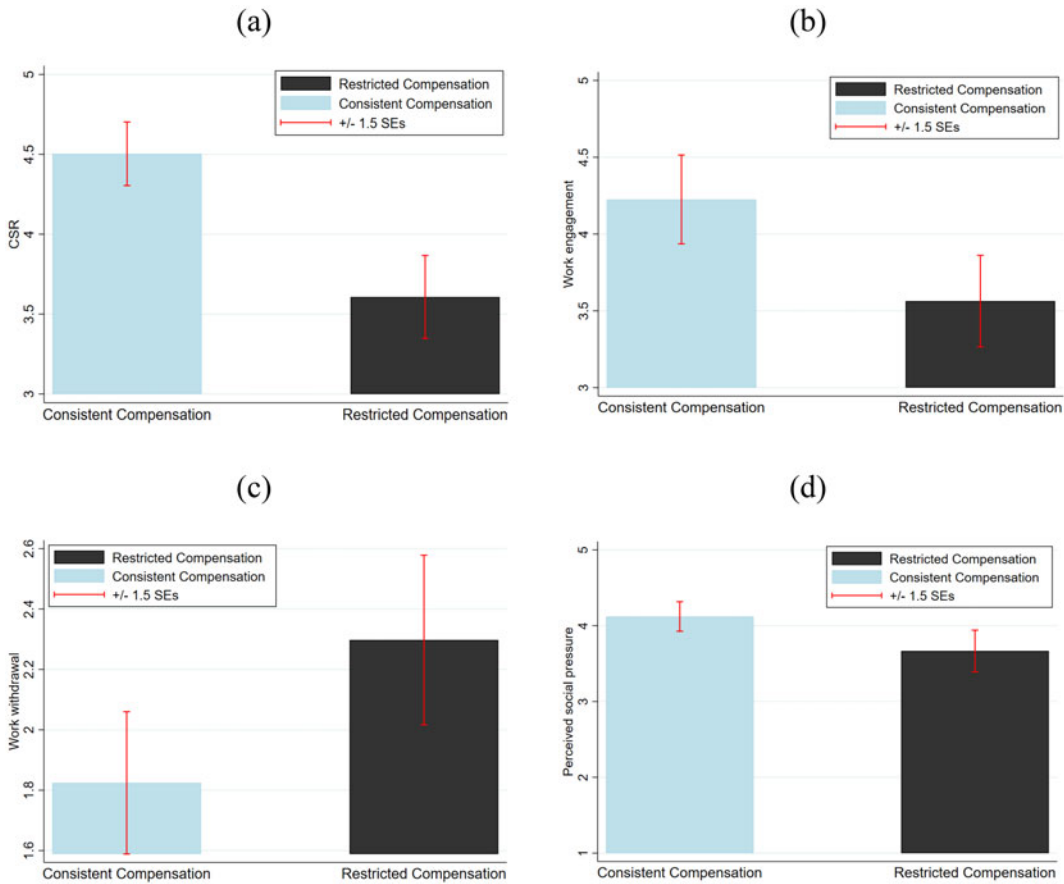 (a)
5
4.5
4
3.5
3
CSR
Restricted Compensation
Consistent Compensation
+/- 1.5 SEs
Consistent Compensation
Restricted Compensation
(b)
5
4.5
4
3.5
3
Work engagement
Restricted Compensation
Consistent Compensation
+/- 1.5 SEs
Consistent Compensation
Restricted Compensation
(c)
2.6
2.4
2.2
2
1.8
1.6
Work withdrawal
Restricted Compensation
Consistent Compensation
+/- 1.5 SEs
Consistent Compensation
Restricted Compensation
(d)
5
4
3
2
1
Perceived social pressure
Restricted Compensation
Consistent Compensation
+/- 1.5 SEs
Consistent Compensation
Restricted Compensation